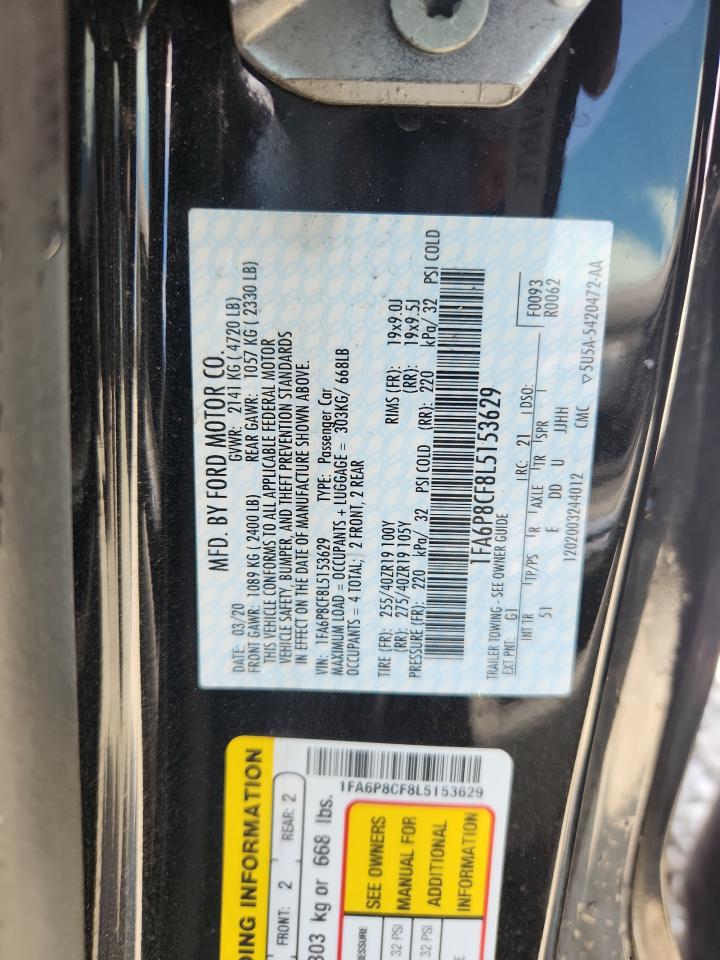 MFD. BY FORD MOTOR CO.
DATE: 03/20 GVWR: 2141 KG ( 4720 LB)
FRONT GAWR: 1089 KG ( 2400 LB) REAR GAWR: 1057 KG ( 2330 LB)
THIS VEHICLE CONFORMS TO ALL APPLICABLE FEDERAL MOTOR
VEHICLE SAFETY, BUMPER, AND THEFT PREVENTION STANDARDS
IN EFFECT ON THE DATE OF MANUFACTURE SHOWN ABOVE.
VIN: 1FA6P8CF8L5153629 TYPE: Passenger Car
MAXIMUM LOAD = OCCUPANTS + LUGGAGE = 303KG/ 668LB
OCCUPANTS = 4 TOTAL; 2 FRONT, 2 REAR
TIRE (FR): 255/40ZR19 100Y RIMS (FR): 19x9.0J
(RR): 275/40ZR19 105Y (RR): 19x9.5J
PRESSURE (FR): 220 kPa/ 32 PSI COLD (RR): 220 kPa/ 32 PSI COLD
1FA6P8CF8L5153629
TRAILER TOWING - SEE OWNER GUIDE
EXT PNT: G1 RC: 21 DSO:
F0093
R0062
INT TR TP/PS R AXLE TR SPR
51 E DD U JJHH
1202003244012 CMC ▽5U5A-5420472-AA
DING INFORMATION
FRONT: 2 REAR: 2
303 kg or 668 lbs.
1FA6P8CF8L5153629
SEE OWNERS
MANUAL FOR
ADDITIONAL
INFORMATION
PRESSURE
32 PSI
32 PSI